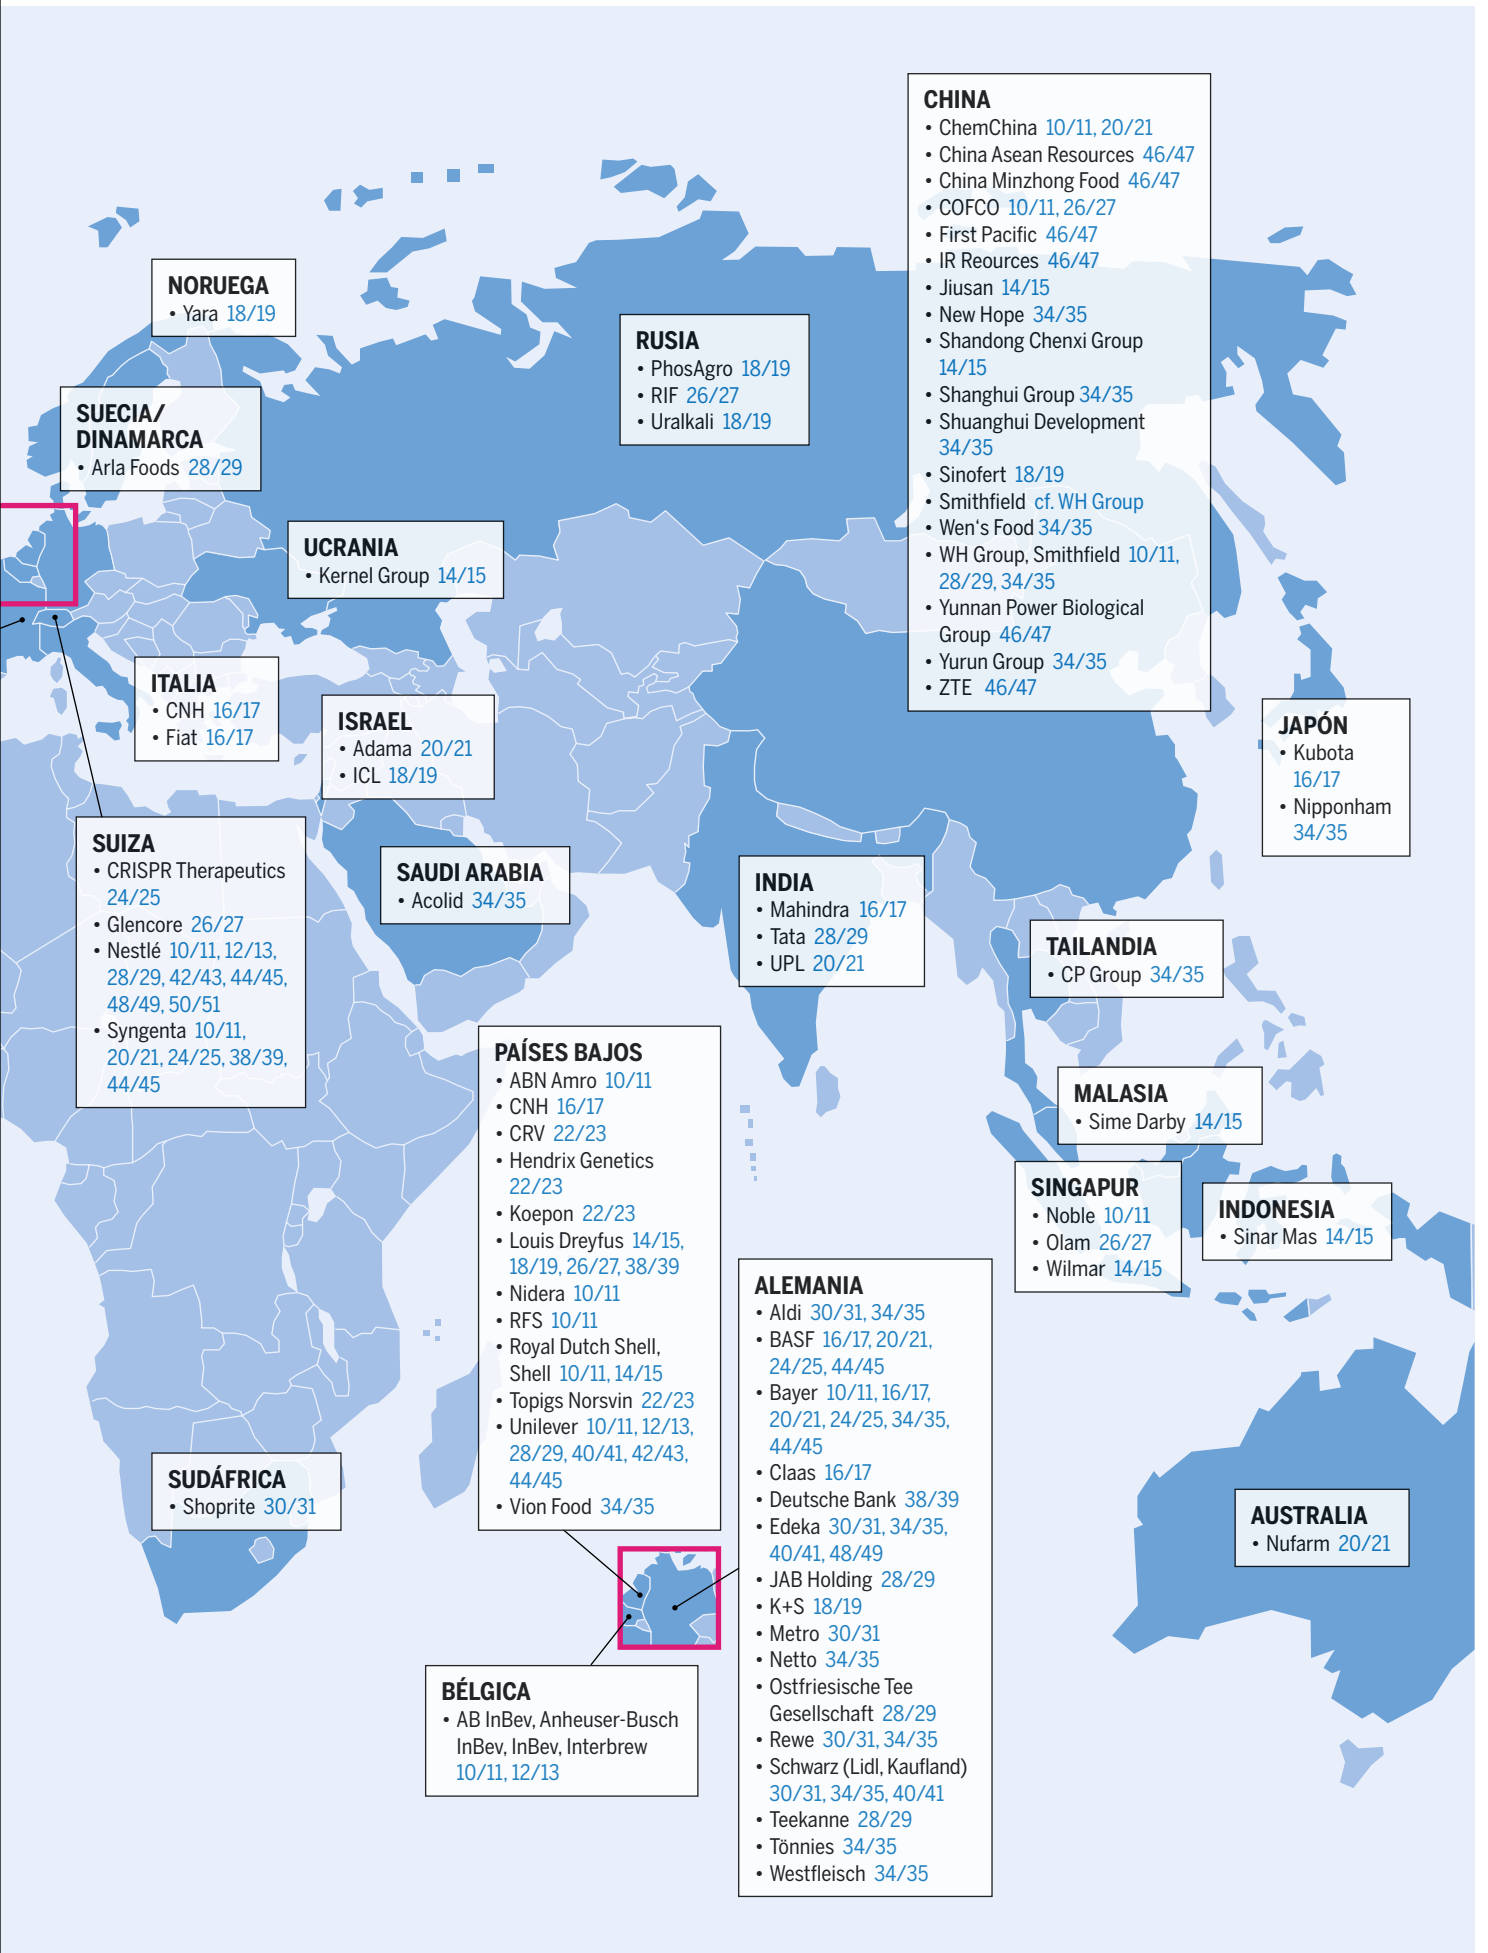 CHINA
• ChemChina 10/11, 20/21
• China Asean Resources 46/47
• China Minzhong Food 46/47
• COFCO 10/11, 26/27
• First Pacific 46/47
• IR Reources 46/47
• Jiusan 14/15
• New Hope 34/35
• Shandong Chenxi Group
14/15
• Shanghui Group 34/35
• Shuanghui Development
34/35
• Sinofert 18/19
• Smithfield cf. WH Group
• Wen‘s Food 34/35
• WH Group, Smithfield 10/11,
28/29, 34/35
• Yunnan Power Biological
Group 46/47
• Yurun Group 34/35
• ZTE 46/47
NORUEGA
• Yara 18/19
RUSIA
• PhosAgro 18/19
• RIF 26/27
• Uralkali 18/19
SUECIA/
DINAMARCA
• Arla Foods 28/29
UCRANIA
• Kernel Group 14/15
ITALIA
• CNH 16/17
• Fiat 16/17
ISRAEL
• Adama 20/21
• ICL 18/19
JAPÓN
• Kubota
16/17
• Nipponham
34/35
SUIZA
• CRISPR Therapeutics
24/25
• Glencore 26/27
• Nestlé 10/11, 12/13,
28/29, 42/43, 44/45,
48/49, 50/51
• Syngenta 10/11,
20/21, 24/25, 38/39,
44/45
SAUDI ARABIA
• Acolid 34/35
INDIA
• Mahindra 16/17
• Tata 28/29
• UPL 20/21
TAILANDIA
• CP Group 34/35
PAÍSES BAJOS
• ABN Amro 10/11
• CNH 16/17
• CRV 22/23
• Hendrix Genetics
22/23
• Koepon 22/23
• Louis Dreyfus 14/15,
18/19, 26/27, 38/39
• Nidera 10/11
• RFS 10/11
• Royal Dutch Shell,
Shell 10/11, 14/15
• Topigs Norsvin 22/23
• Unilever 10/11, 12/13,
28/29, 40/41, 42/43,
44/45
• Vion Food 34/35
MALASIA
• Sime Darby 14/15
SINGAPUR
• Noble 10/11
• Olam 26/27
• Wilmar 14/15
INDONESIA
• Sinar Mas 14/15
ALEMANIA
• Aldi 30/31, 34/35
• BASF 16/17, 20/21,
24/25, 44/45
• Bayer 10/11, 16/17,
20/21, 24/25, 34/35,
44/45
• Claas 16/17
• Deutsche Bank 38/39
• Edeka 30/31, 34/35,
40/41, 48/49
• JAB Holding 28/29
• K+S 18/19
• Metro 30/31
• Netto 34/35
• Ostfriesische Tee
Gesellschaft 28/29
• Rewe 30/31, 34/35
• Schwarz (Lidl, Kaufland)
30/31, 34/35, 40/41
• Teekanne 28/29
• Tönnies 34/35
• Westfleisch 34/35
SUDÁFRICA
• Shoprite 30/31
AUSTRALIA
• Nufarm 20/21
BÉLGICA
• AB InBev, Anheuser-Busch
InBev, InBev, Interbrew
10/11, 12/13